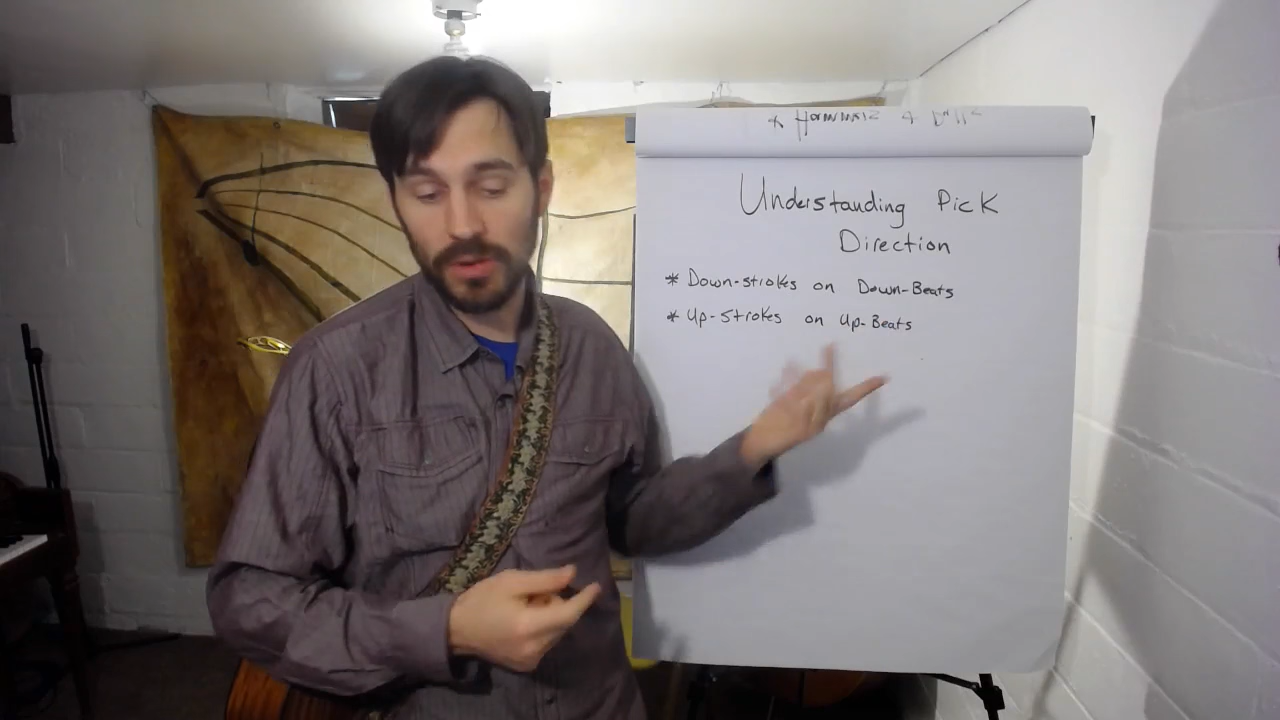 Understanding Pick
Direction
* Down-strokes on Down-Beats
* Up-Strokes on Up-Beats